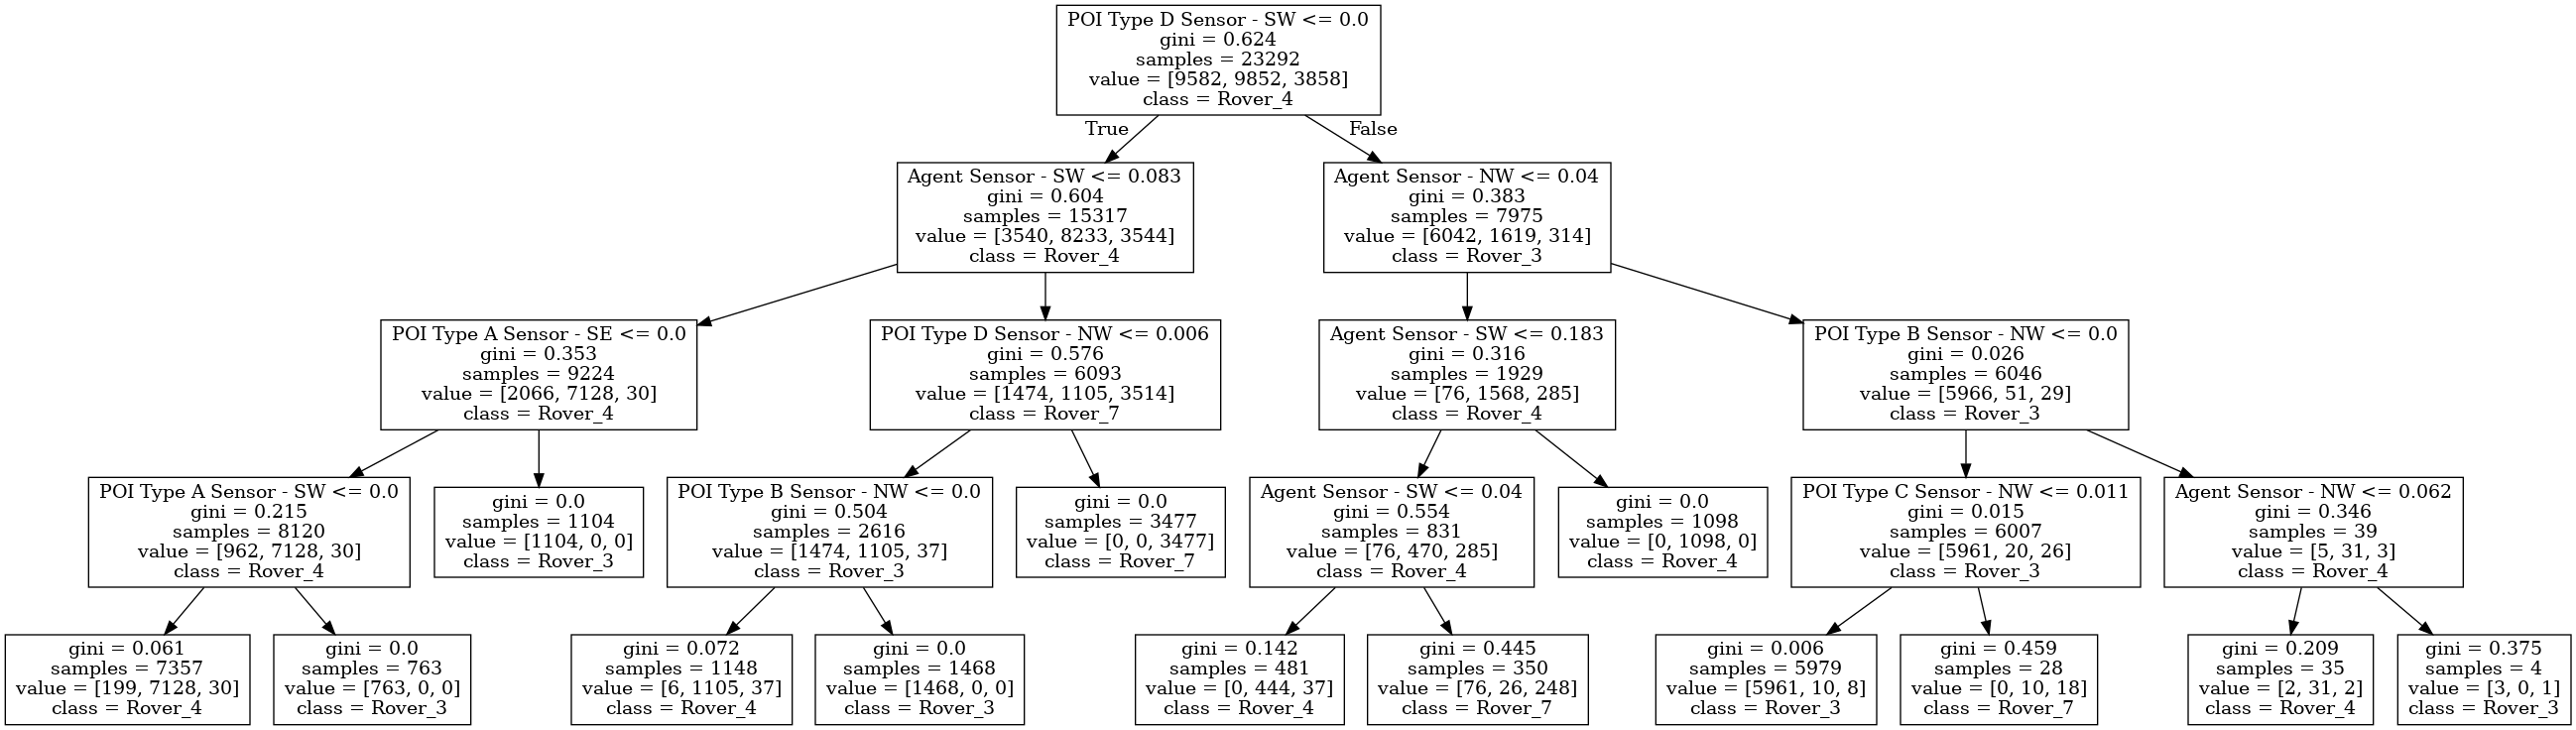 POI Type D Sensor - SW <= 0.0
gini = 0.624
samples = 23292
value = [9582, 9852, 3858]
class = Rover_4
True
False
Agent Sensor - SW <= 0.083
gini = 0.604
samples = 15317
value = [3540, 8233, 3544]
class = Rover_4
Agent Sensor - NW <= 0.04
gini = 0.383
samples = 7975
value = [6042, 1619, 314]
class = Rover_3
POI Type A Sensor - SE <= 0.0
gini = 0.353
samples = 9224
value = [2066, 7128, 30]
class = Rover_4
POI Type D Sensor - NW <= 0.006
gini = 0.576
samples = 6093
value = [1474, 1105, 3514]
class = Rover_7
Agent Sensor - SW <= 0.183
gini = 0.316
samples = 1929
value = [76, 1568, 285]
class = Rover_4
POI Type B Sensor - NW <= 0.0
gini = 0.026
samples = 6046
value = [5966, 51, 29]
class = Rover_3
POI Type A Sensor - SW <= 0.0
gini = 0.215
samples = 8120
value = [962, 7128, 30]
class = Rover_4
gini = 0.0
samples = 1104
value = [1104, 0, 0]
class = Rover_3
POI Type B Sensor - NW <= 0.0
gini = 0.504
samples = 2616
value = [1474, 1105, 37]
class = Rover_3
gini = 0.0
samples = 3477
value = [0, 0, 3477]
class = Rover_7
Agent Sensor - SW <= 0.04
gini = 0.554
samples = 831
value = [76, 470, 285]
class = Rover_4
gini = 0.0
samples = 1098
value = [0, 1098, 0]
class = Rover_4
POI Type C Sensor - NW <= 0.011
gini = 0.015
samples = 6007
value = [5961, 20, 26]
class = Rover_3
Agent Sensor - NW <= 0.062
gini = 0.346
samples = 39
value = [5, 31, 3]
class = Rover_4
gini = 0.061
samples = 7357
value = [199, 7128, 30]
class = Rover_4
gini = 0.0
samples = 763
value = [763, 0, 0]
class = Rover_3
gini = 0.072
samples = 1148
value = [6, 1105, 37]
class = Rover_4
gini = 0.0
samples = 1468
value = [1468, 0, 0]
class = Rover_3
gini = 0.142
samples = 481
value = [0, 444, 37]
class = Rover_4
gini = 0.445
samples = 350
value = [76, 26, 248]
class = Rover_7
gini = 0.006
samples = 5979
value = [5961, 10, 8]
class = Rover_3
gini = 0.459
samples = 28
value = [0, 10, 18]
class = Rover_7
gini = 0.209
samples = 35
value = [2, 31, 2]
class = Rover_4
gini = 0.375
samples = 4
value = [3, 0, 1]
class = Rover_3